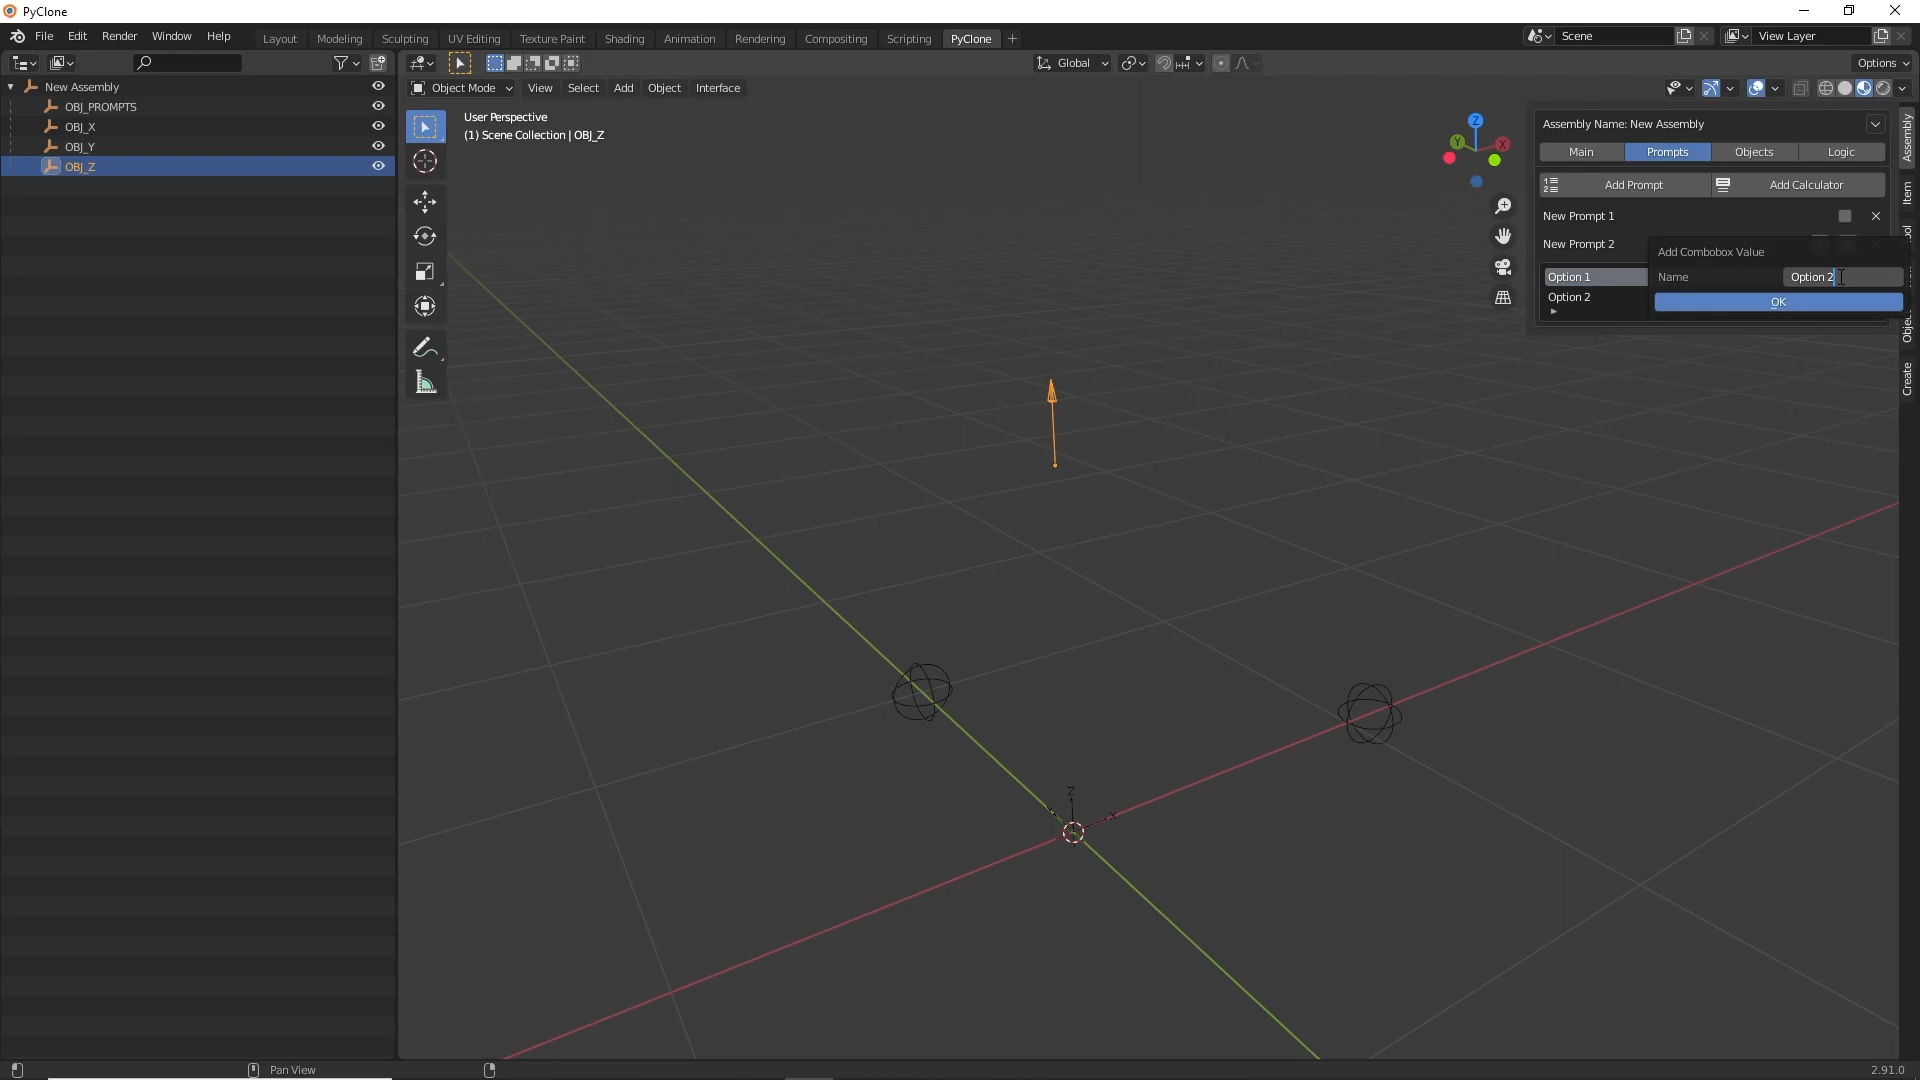 PyClone
File Edit Render Window Help
Layout Modeling Sculpting UV Editing Texture Paint Shading Animation Rendering Compositing Scripting PyClone
Scene
View Layer
Global
Options
Object Mode View Select Add Object Interface
New Assembly
OBJ_PROMPTS
OBJ_X
OBJ_Y
OBJ_Z
User Perspective
(1) Scene Collection | OBJ_Z
Z
Y
X
Assembly Name: New Assembly
Main Prompts Objects Logic
Add Prompt Add Calculator
New Prompt 1
New Prompt 2
Add Combobox Value
Option 1
Name
Option 2
Option 2
OK
Assembly
Item
Create
Z
X
Pan View
2.91.0